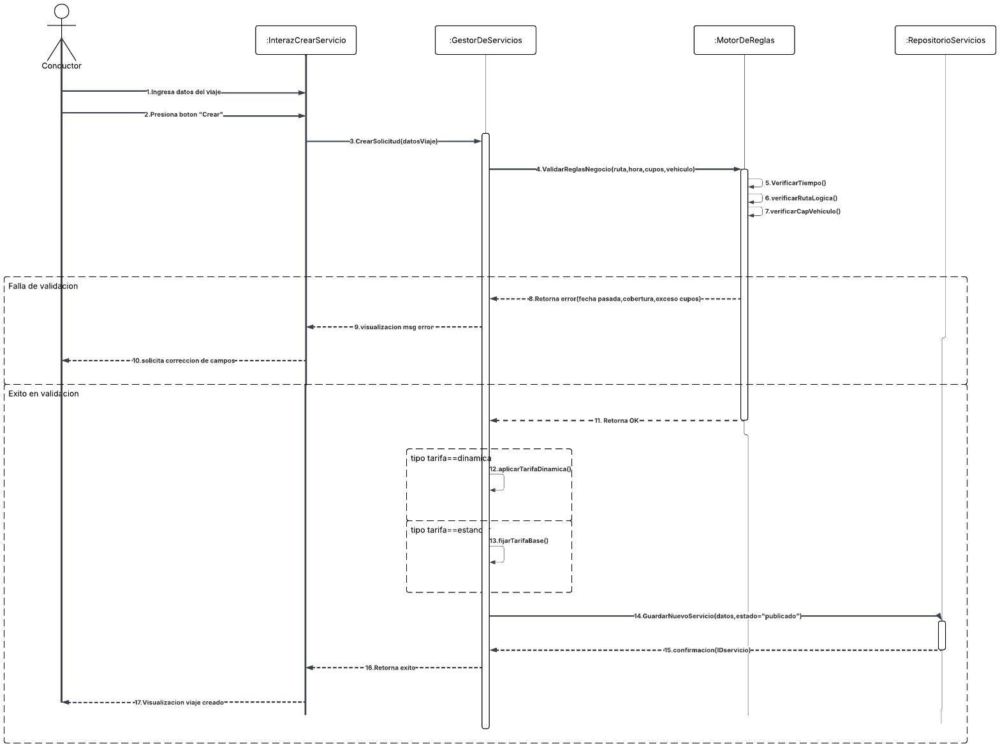 :InterazCrearServicio
:GestorDeServicios
:MotorDeReglas
:RepositorioServicios
Conductor
1.Ingresa datos del viaje
2.Presiona boton "Crear"
3.CrearSolicitud(datosViaje)
4.ValidarReglasNegocio(ruta,hora,cupos,vehiculo)
5.VerificarTiempo()
6.verificarRutaLogica()
7.verificarCapVehiculo()
Falla de validacion
8.Retorna error(fecha pasada,cobertura,exceso cupos)
9.visualizacion msg error
10.solicita correccion de campos
Exito en validacion
11. Retorna OK
tipo tarifa==dinamica
12.aplicarTarifaDinamica()
tipo tarifa==estand
13.fijarTarifaBase()
14.GuardarNuevoServicio(datos,estado="publicado")
15.confirmacion(IDservicio)
16.Retorna exito
17.Visualizacion viaje creado